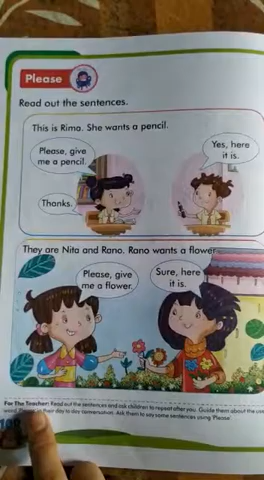 Please
Read out the sentences.
This is Rima. She wants a pencil.
Please, give
me a pencil.
Yes, here
it is.
Thanks.
They are Nita and Rano. Rano wants a flower
Please, give
me a flower.
Sure, here
it is.
For The Teacher: Read out the sentences and ask children to repeat after you. Guide them about the use
word 'Please' in their day to day conversation. Ask them to say some sentences using 'Please'.